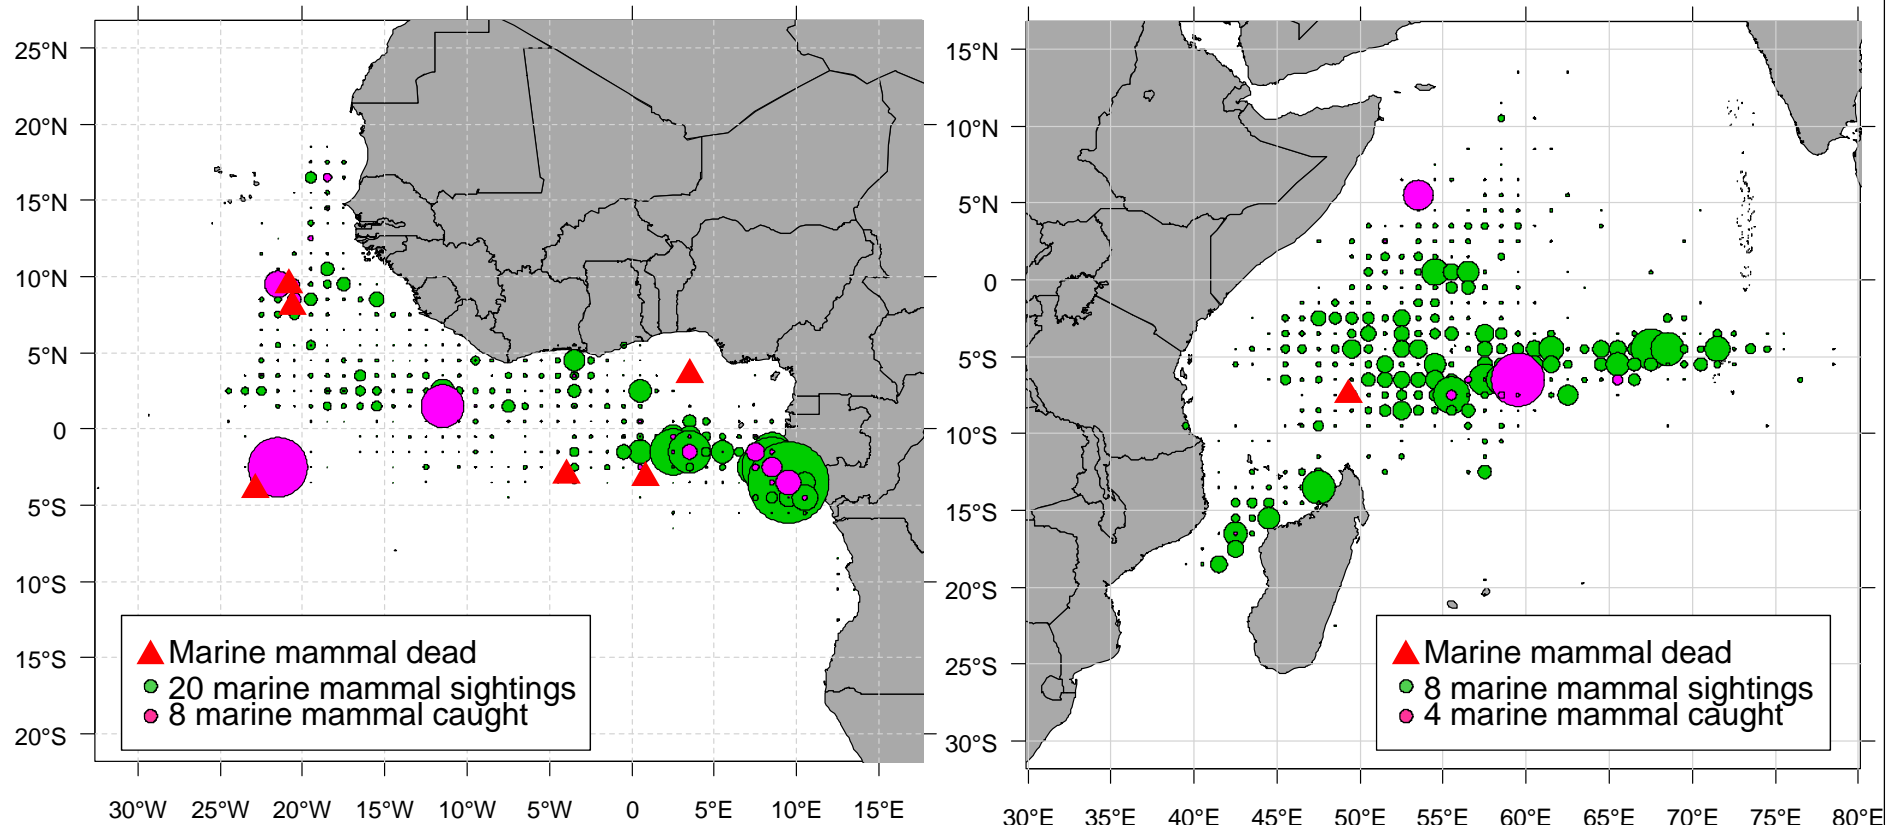 25°N
20°N
15°N
10°N
5°N
0
5°S
10°S
15°S
20°S
Marine mammal dead
20 marine mammal sightings
8 marine mammal caught
30°W 25°W 20°W 15°W 10°W 5°W 0 5°E 10°E 15°E
15°N
10°N
5°N
0
5°S
10°S
15°S
20°S
25°S
30°S
Marine mammal dead
8 marine mammal sightings
4 marine mammal caught
30°E 35°E 40°E 45°E 50°E 55°E 60°E 65°E 70°E 75°E 80°E